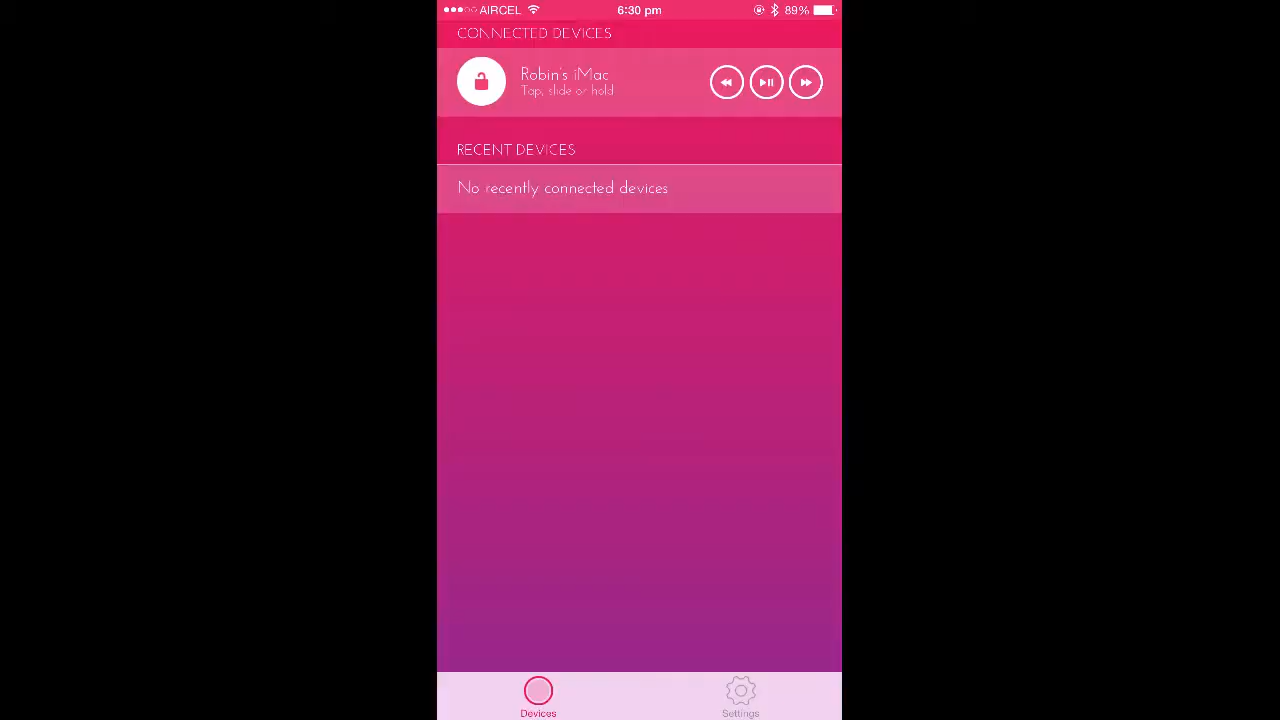 AIRCEL 6:30 pm 89%
CONNECTED DEVICES
Robin's iMac
Tap, slide or hold
RECENT DEVICES
No recently connected devices
Devices Settings